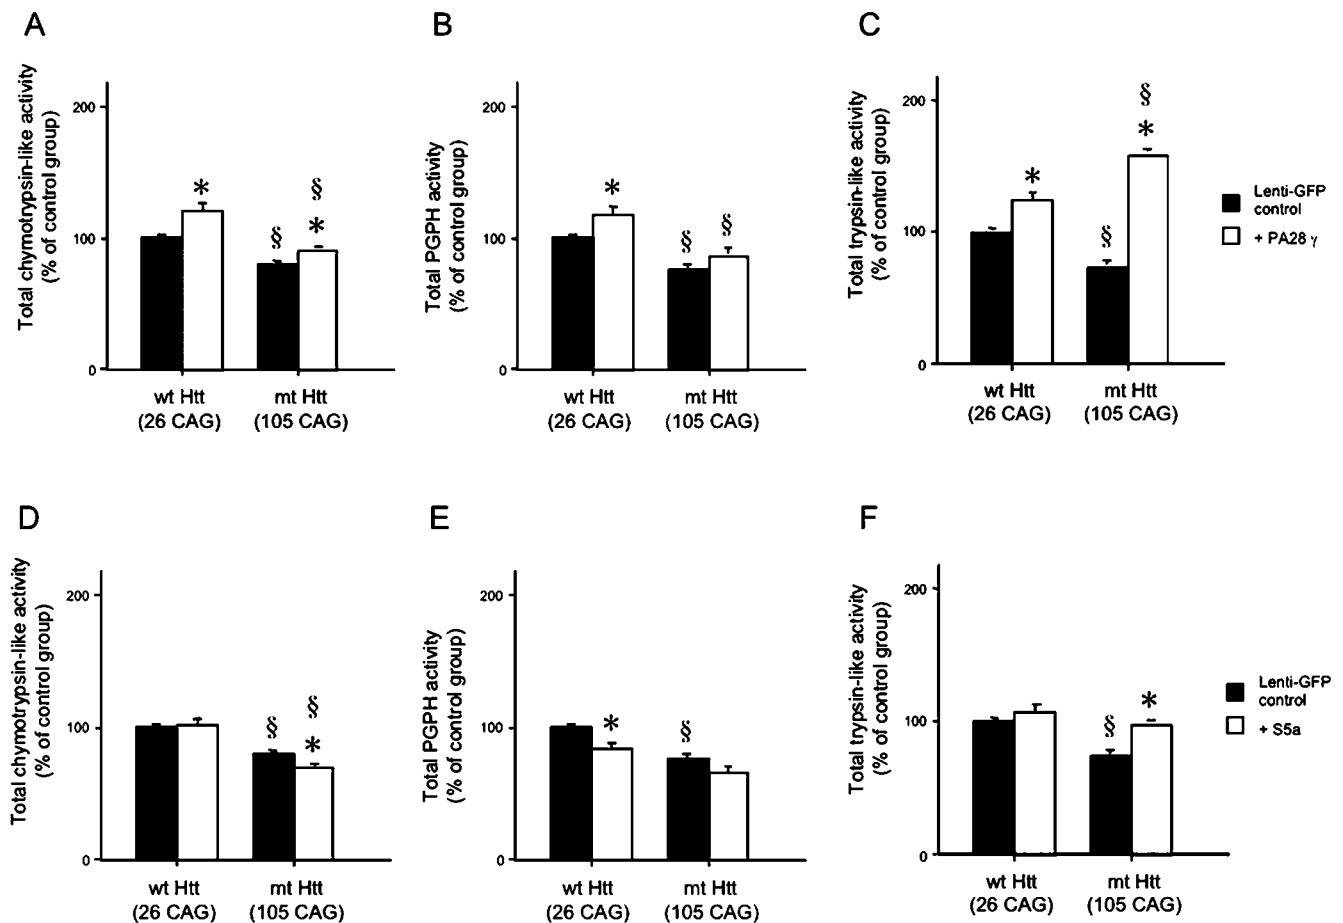 A
Total chymotrypsin-like activity
(% of control group)
200
100
0
*
§
§
*
wt Htt
(26 CAG)
mt Htt
(105 CAG)
B
Total PGPH activity
(% of control group)
200
100
0
*
§
§
wt Htt
(26 CAG)
mt Htt
(105 CAG)
C
Total trypsin-like activity
(% of control group)
200
100
0
*
§
§
*
wt Htt
(26 CAG)
mt Htt
(105 CAG)
Lenti-GFP
control
+ PA28 γ
D
Total chymotrypsin-like activity
(% of control group)
200
100
0
§
§
*
wt Htt
(26 CAG)
mt Htt
(105 CAG)
E
Total PGPH activity
(% of control group)
200
100
0
*
§
wt Htt
(26 CAG)
mt Htt
(105 CAG)
F
Total trypsin-like activity
(% of control group)
200
100
0
§
*
wt Htt
(26 CAG)
mt Htt
(105 CAG)
Lenti-GFP
control
+ S5a